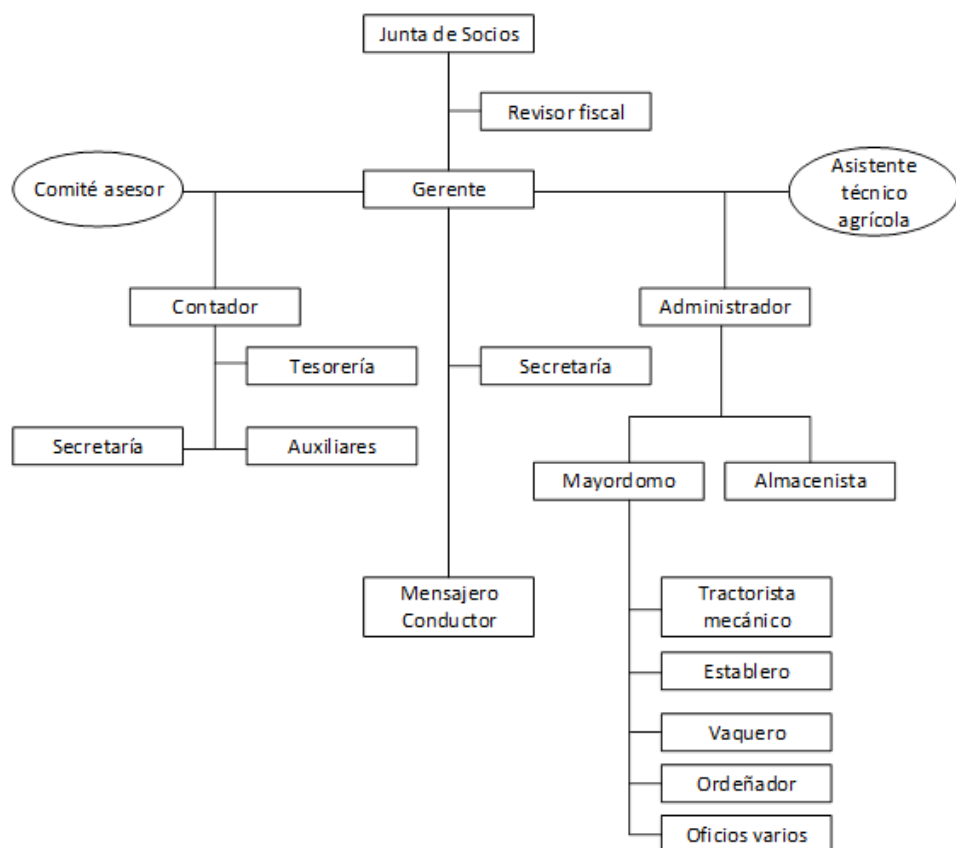 Junta de Socios
Revisor fiscal
Comité asesor
Gerente
Asistente
técnico
agrícola
Contador
Administrador
Tesorería
Secretaría
Secretaría
Auxiliares
Mayordomo
Almacenista
Mensajero
Conductor
Tractorista
mecánico
Establero
Vaquero
Ordeñador
Oficios varios